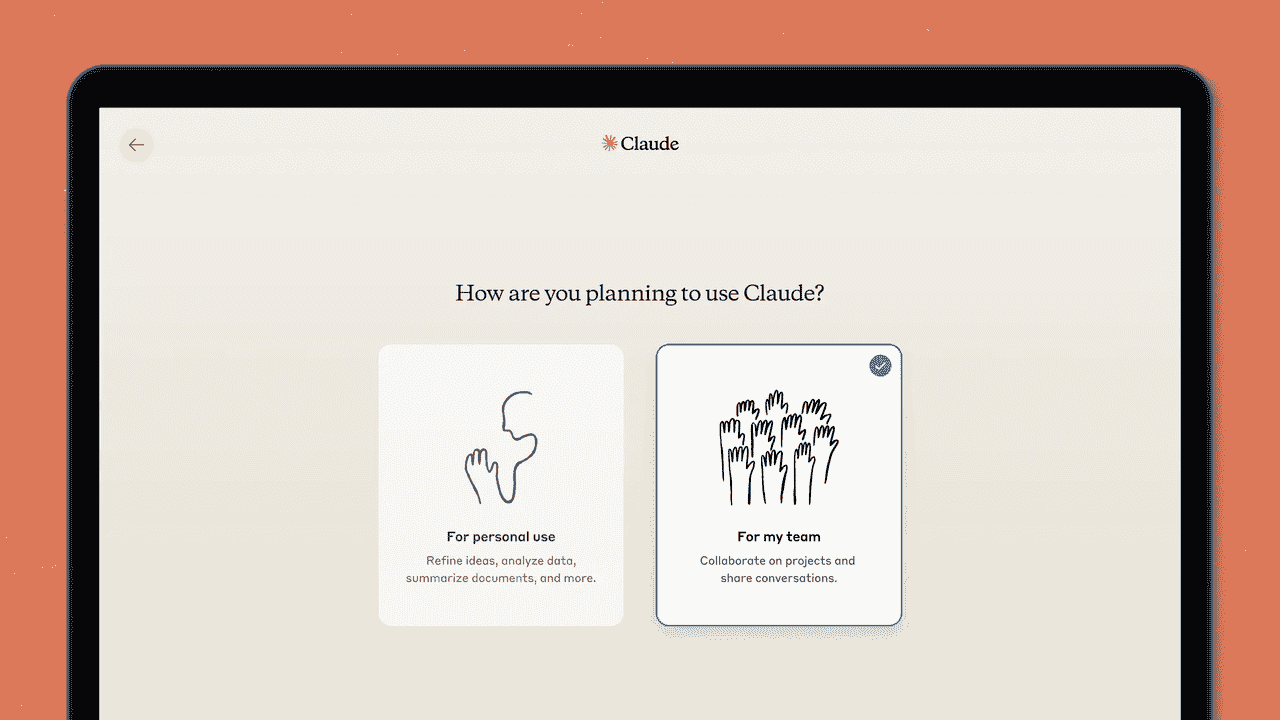 Claude
How are you planning to use Claude?
For personal use
Refine ideas, analyze data,
summarize documents, and more.
For my team
Collaborate on projects and
share conversations.